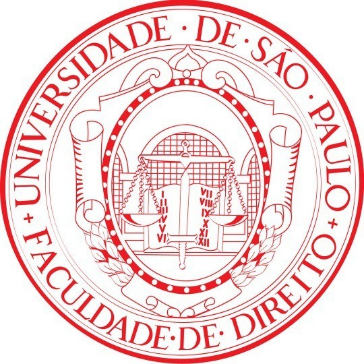 UNIVERSIDADE · DE · SÃO · PAULO
FACULDADE · DE · DIREITO